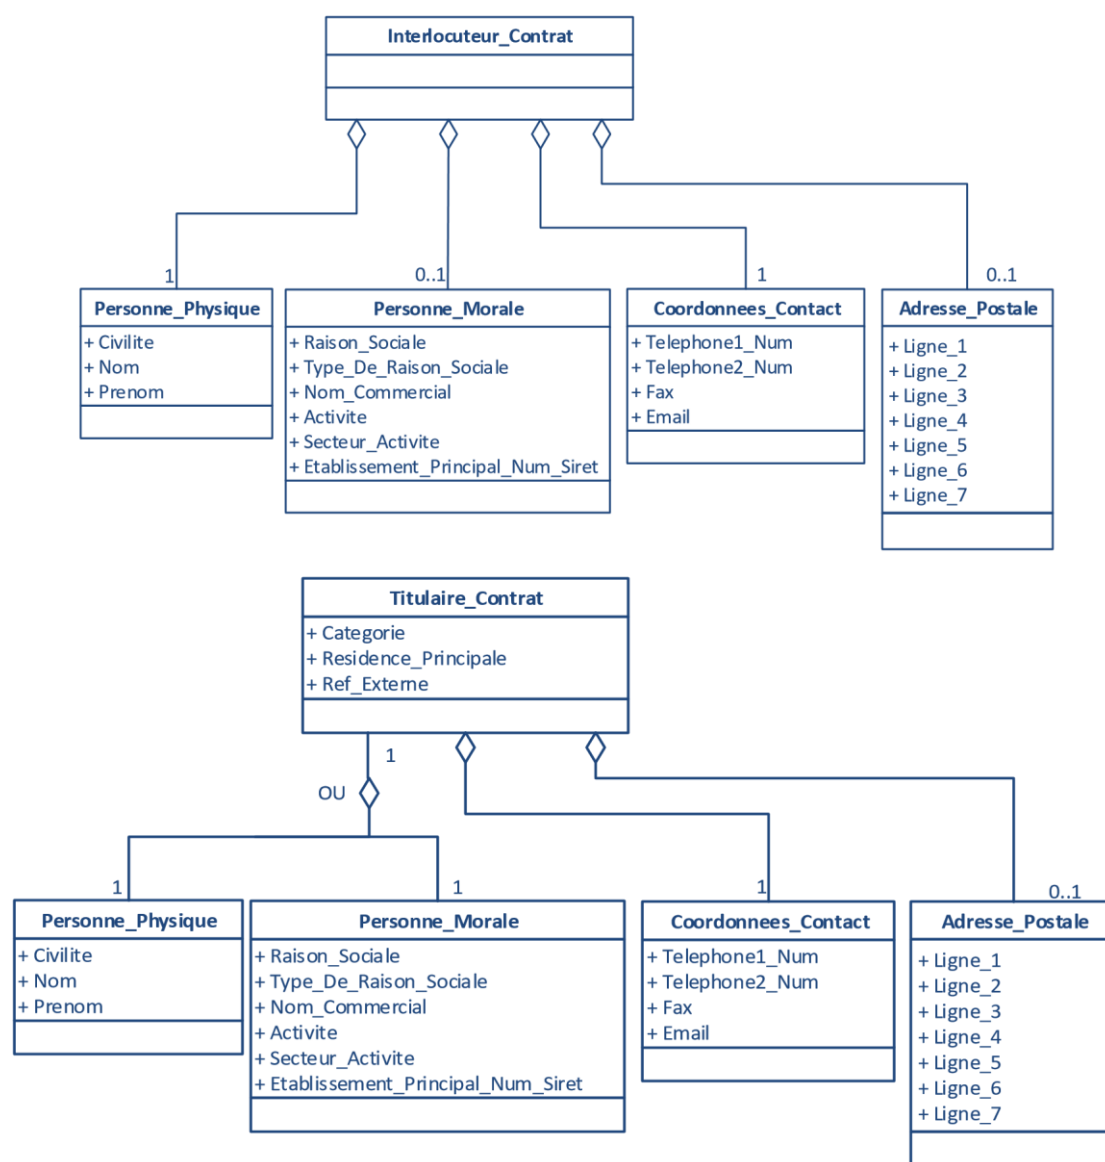 Interlocuteur_Contrat
1
0..1
1
0..1
Personne_Physique
+ Civilite
+ Nom
+ Prenom
Personne_Morale
+ Raison_Sociale
+ Type_De_Raison_Sociale
+ Nom_Commercial
+ Activite
+ Secteur_Activite
+ Etablissement_Principal_Num_Siret
Coordonnees_Contact
+ Telephone1_Num
+ Telephone2_Num
+ Fax
+ Email
Adresse_Postale
+ Ligne_1
+ Ligne_2
+ Ligne_3
+ Ligne_4
+ Ligne_5
+ Ligne_6
+ Ligne_7
Titulaire_Contrat
+ Categorie
+ Residence_Principale
+ Ref_Externe
1
OU
1
1
1
0..1
Personne_Physique
+ Civilite
+ Nom
+ Prenom
Personne_Morale
+ Raison_Sociale
+ Type_De_Raison_Sociale
+ Nom_Commercial
+ Activite
+ Secteur_Activite
+ Etablissement_Principal_Num_Siret
Coordonnees_Contact
+ Telephone1_Num
+ Telephone2_Num
+ Fax
+ Email
Adresse_Postale
+ Ligne_1
+ Ligne_2
+ Ligne_3
+ Ligne_4
+ Ligne_5
+ Ligne_6
+ Ligne_7